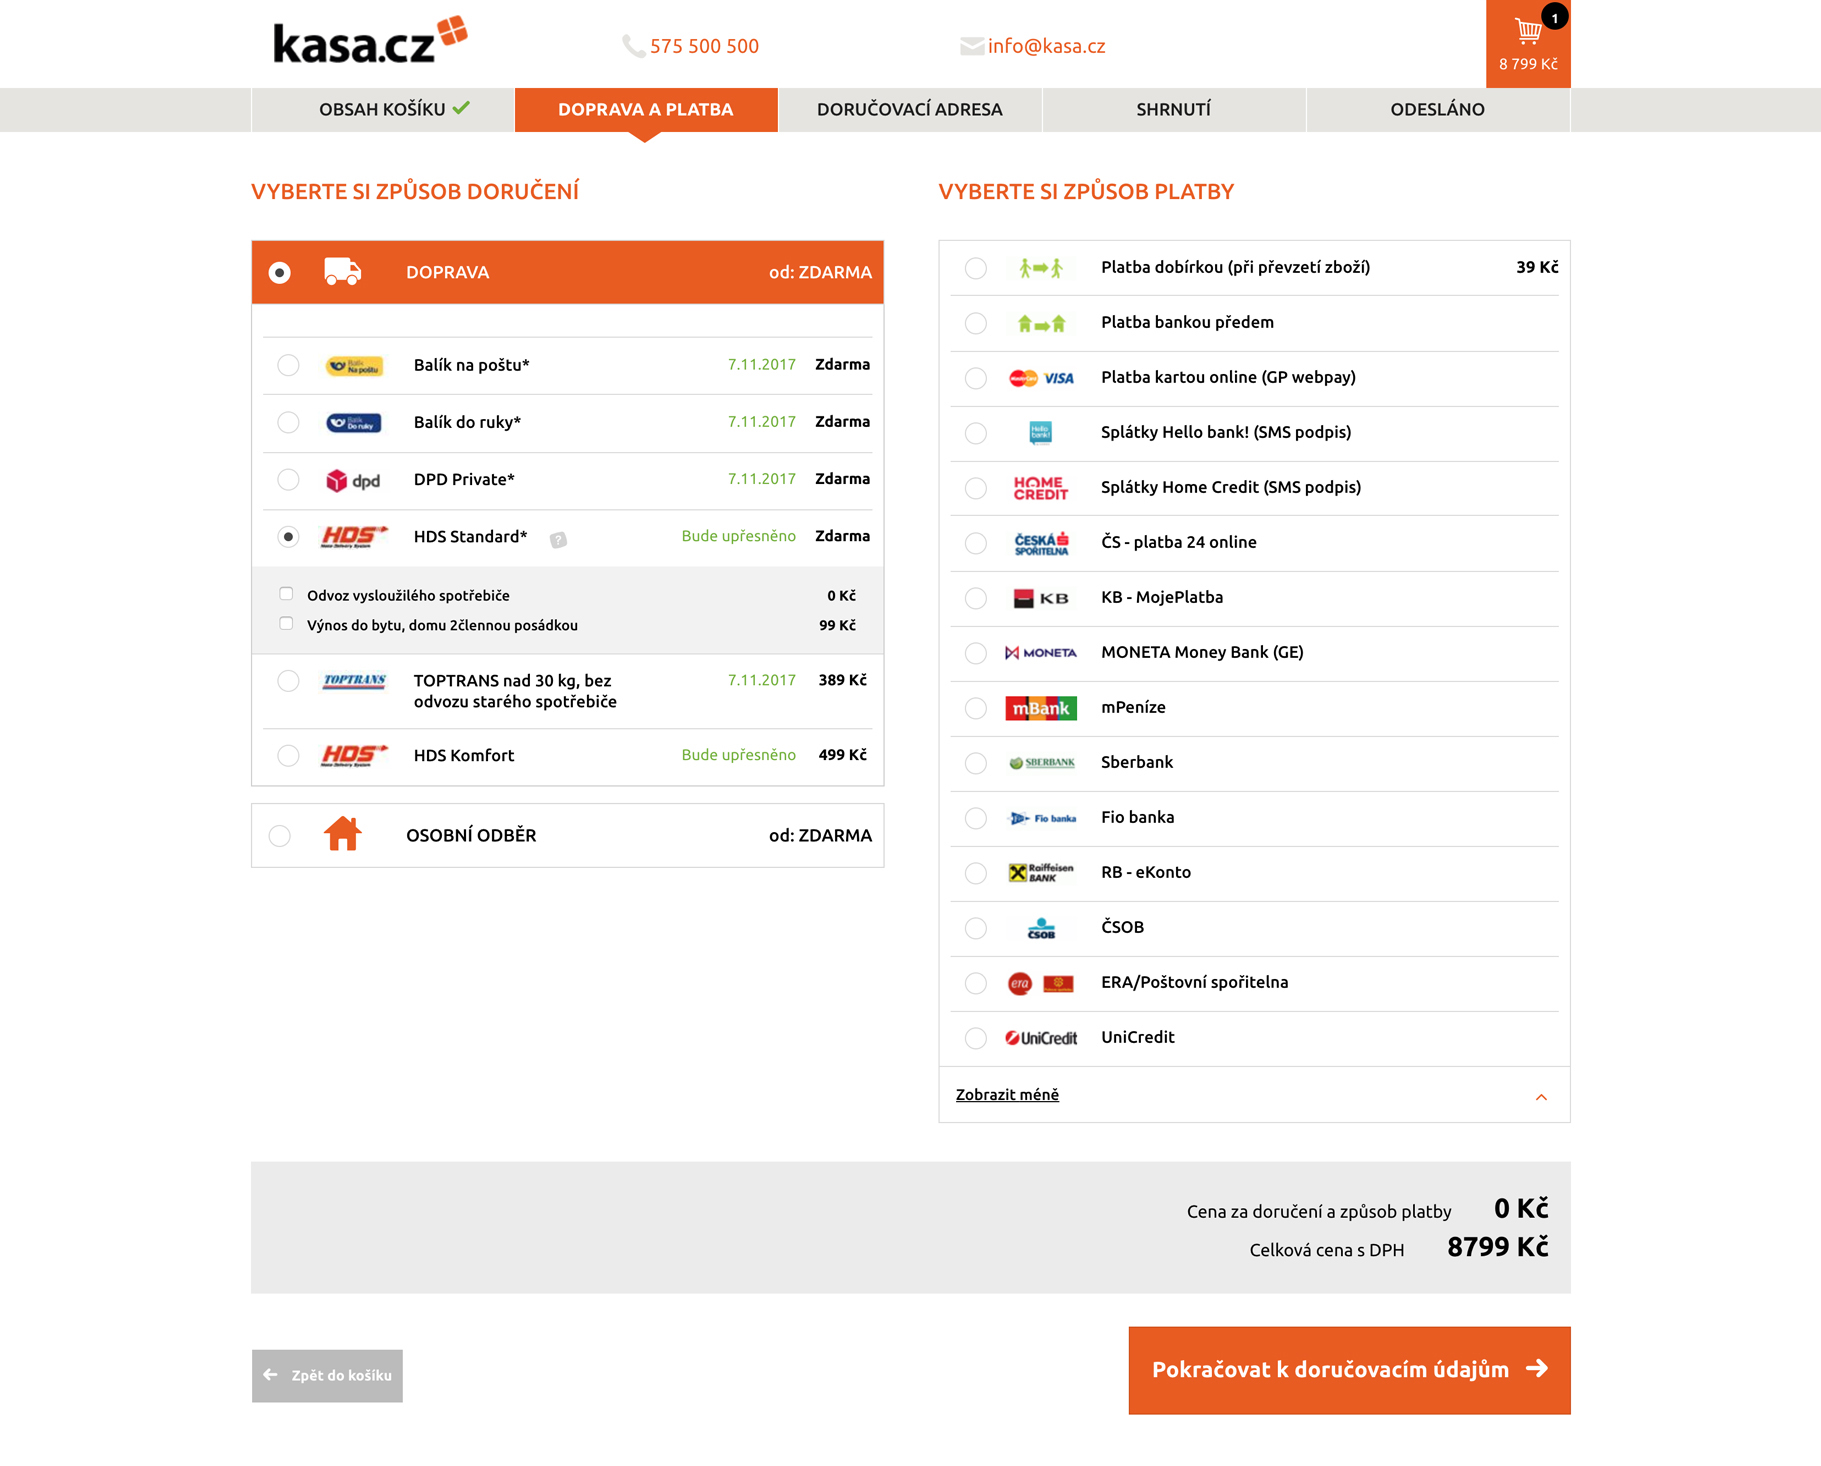 kasa.cz
575 500 500
info@kasa.cz
1
8 799 Kč
OBSAH KOŠÍKU
DOPRAVA A PLATBA
DORUČOVACÍ ADRESA
SHRNUTÍ
ODESLÁNO
VYBERTE SI ZPŮSOB DORUČENÍ
DOPRAVA od: ZDARMA
Balík Na poštu Balík na poštu* 7.11.2017 Zdarma
Balík Do ruky Balík do ruky* 7.11.2017 Zdarma
dpd DPD Private* 7.11.2017 Zdarma
HDS Home Delivery System HDS Standard* ? Bude upřesněno Zdarma
Odvoz vysloužilého spotřebiče 0 Kč
Výnos do bytu, domu 2člennou posádkou 99 Kč
TOPTRANS TOPTRANS nad 30 kg, bez 7.11.2017 389 Kč
odvozu starého spotřebiče
HDS Home Delivery System HDS Komfort Bude upřesněno 499 Kč
OSOBNÍ ODBĚR od: ZDARMA
VYBERTE SI ZPŮSOB PLATBY
Platba dobírkou (při převzetí zboží) 39 Kč
Platba bankou předem
MasterCard VISA Platba kartou online (GP webpay)
Hello bank! Splátky Hello bank! (SMS podpis)
HOME CREDIT Splátky Home Credit (SMS podpis)
ČESKÁ SPOŘITELNA ČS - platba 24 online
KB KB - MojePlatba
MONETA MONETA Money Bank (GE)
mBank mPeníze
SBERBANK Sberbank
Fio banka Fio banka
Raiffeisen BANK RB - eKonto
ČSOB ČSOB
era ERA/Poštovní spořitelna
UniCredit UniCredit
Zobrazit méně
Cena za doručení a způsob platby 0 Kč
Celková cena s DPH 8799 Kč
Zpět do košíku
Pokračovat k doručovacím údajům